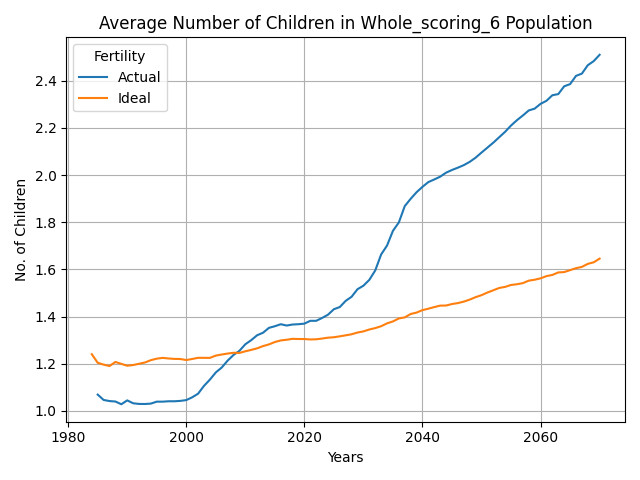 Average Number of Children in Whole_scoring_6 Population
Fertility
Actual
Ideal
No. of Children
2.4
2.2
2.0
1.8
1.6
1.4
1.2
1.0
1980
2000
2020
2040
2060
Years